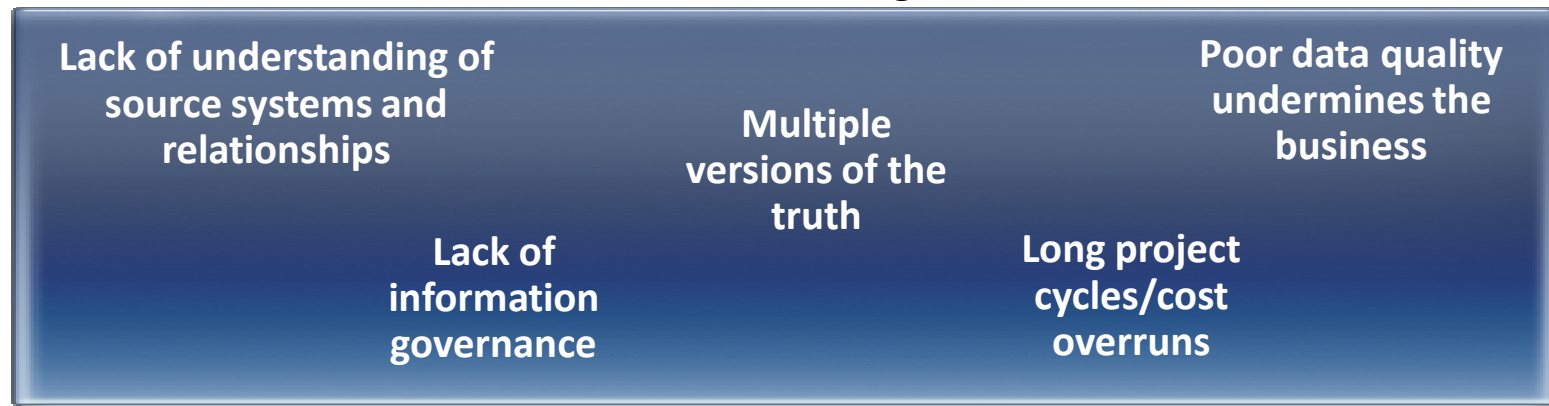 Lack of understanding of
source systems and
relationships
Multiple
versions of the
truth
Poor data quality
undermines the
business
Lack of
information
governance
Long project
cycles/cost
overruns